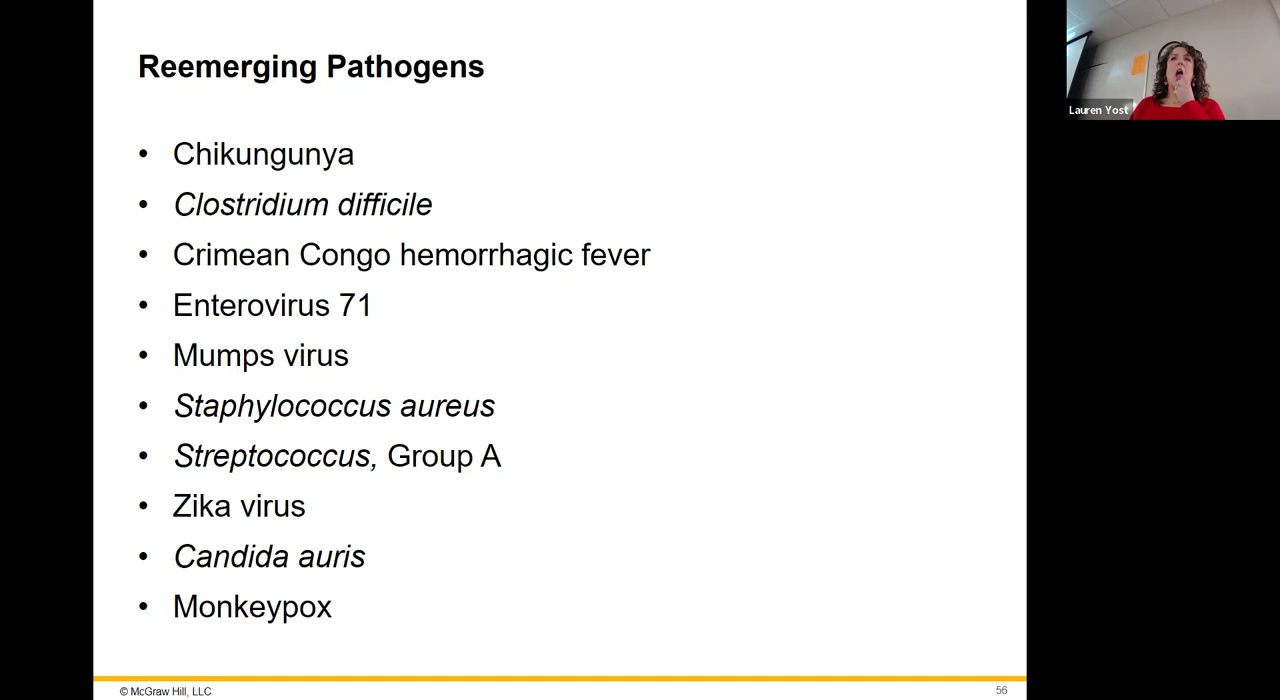 Reemerging Pathogens
• Chikungunya
• Clostridium difficile
• Crimean Congo hemorrhagic fever
• Enterovirus 71
• Mumps virus
• Staphylococcus aureus
• Streptococcus, Group A
• Zika virus
• Candida auris
• Monkeypox
© McGraw Hill, LLC
56
Lauren Yost